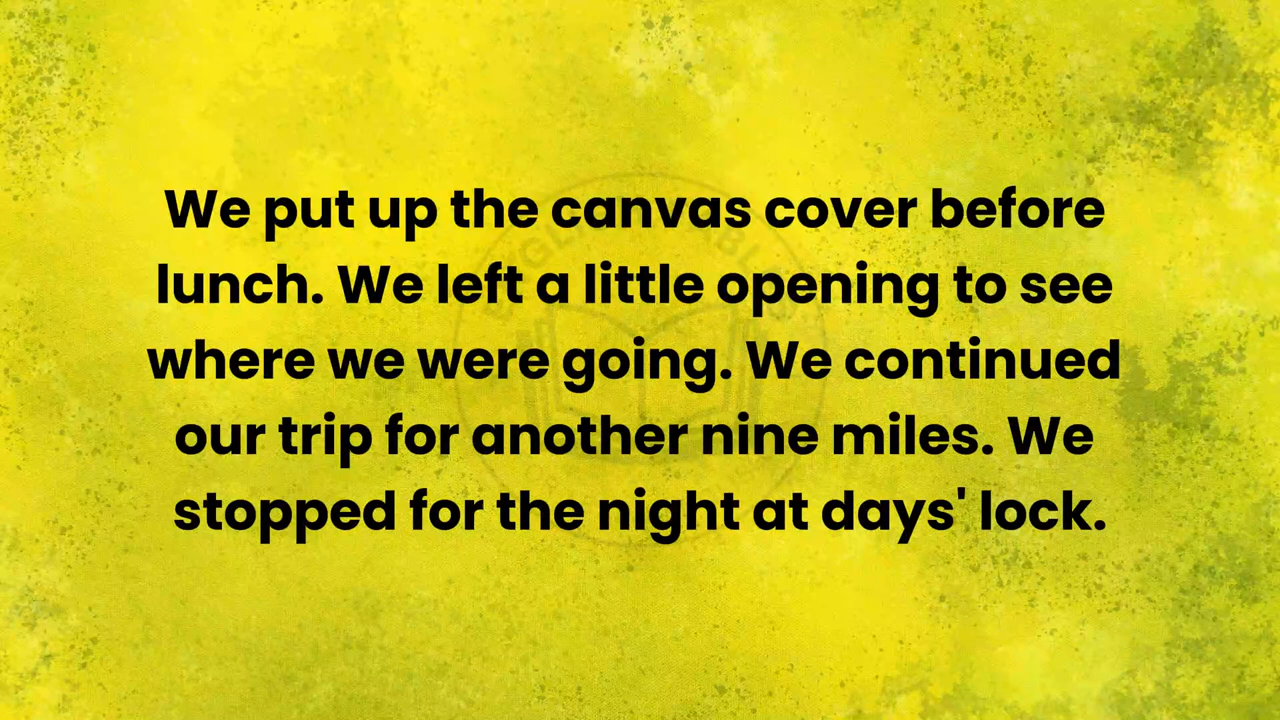 We put up the canvas cover before
lunch. We left a little opening to see
where we were going. We continued
our trip for another nine miles. We
stopped for the night at days' lock.